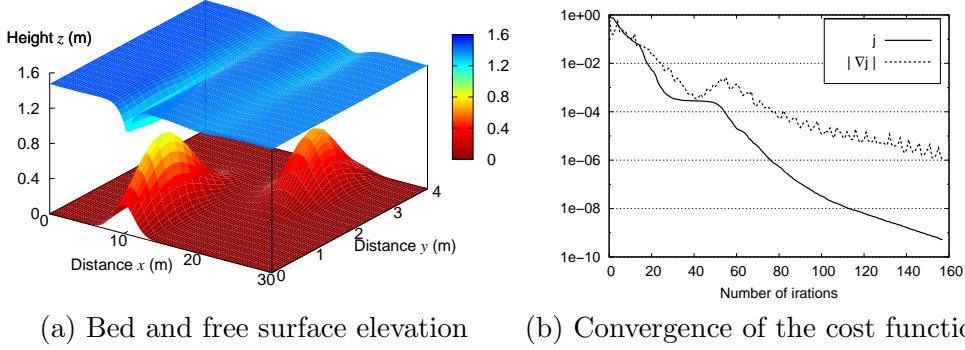 Height z (m)
1.6
1.2
0.8
0.4
0
0
10
20
30
Distance x (m)
0
1
2
3
4
Distance y (m)
1.6
1.2
0.8
0.4
0
(a) Bed and free surface elevation
1e+00
1e-02
1e-04
1e-06
1e-08
1e-10
0 20 40 60 80 100 120 140 160
Number of irations
j
| ∇j |
(b) Convergence of the cost functio